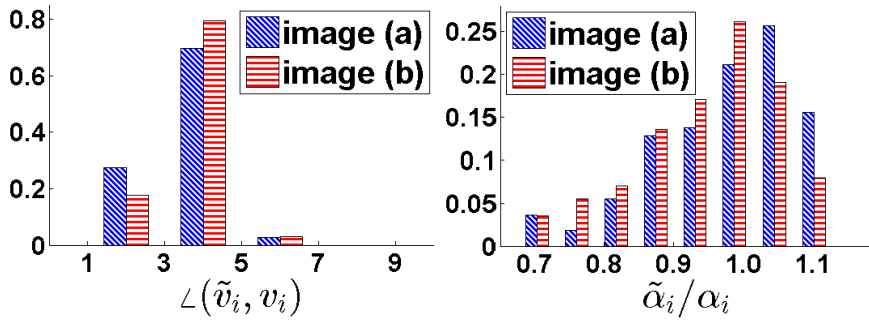 0.8
0.6
0.4
0.2
0
1 3 5 7 9
image (a)
image (b)
∠(ṽᵢ, vᵢ)
0.25
0.2
0.15
0.1
0.05
0
0.7 0.8 0.9 1.0 1.1
image (a)
image (b)
α̃ᵢ/αᵢ